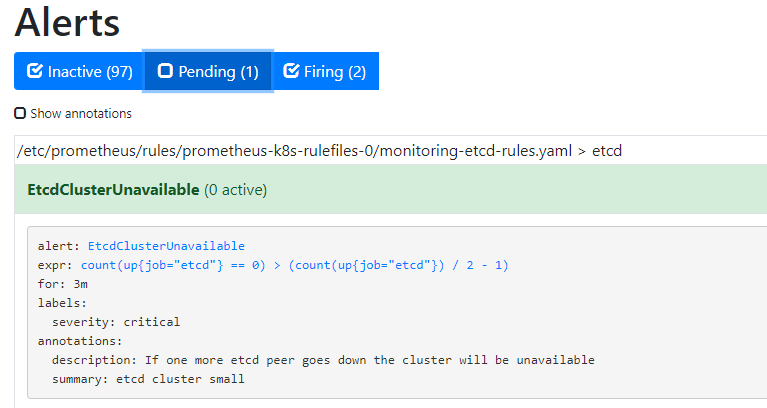 Alerts
Inactive (97) Pending (1) Firing (2)
Show annotations
/etc/prometheus/rules/prometheus-k8s-rulefiles-0/monitoring-etcd-rules.yaml > etcd
EtcdClusterUnavailable (0 active)
alert: EtcdClusterUnavailable
expr: count(up{job="etcd"} == 0) > (count(up{job="etcd"}) / 2 - 1)
for: 3m
labels:
  severity: critical
annotations:
  description: If one more etcd peer goes down the cluster will be unavailable
  summary: etcd cluster small